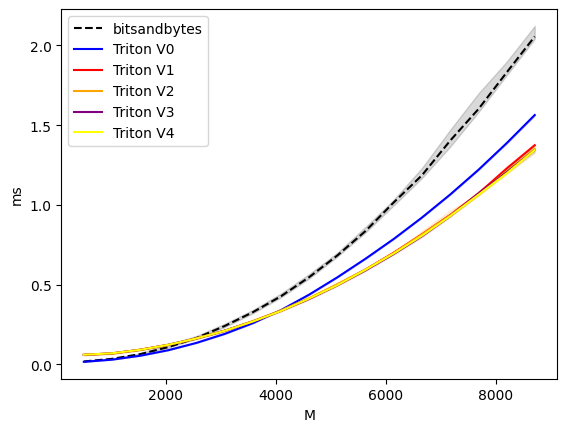 bitsandbytes
Triton V0
Triton V1
Triton V2
Triton V3
Triton V4
2.0
1.5
1.0
0.5
0.0
ms
2000
4000
6000
8000
M